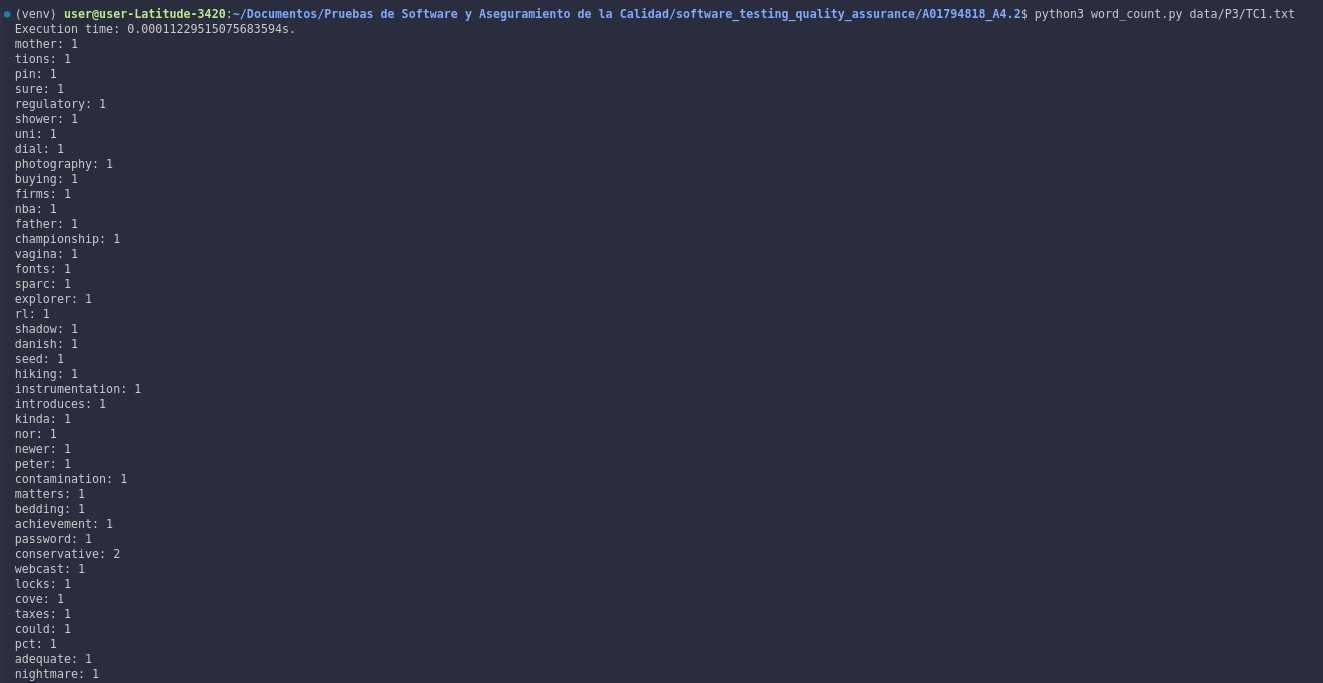 (venv) user@user-Latitude-3420:~/Documentos/Pruebas de Software y Aseguramiento de la Calidad/software_testing_quality_assurance/A01794818_A4.2$ python3 word_count.py data/P3/TC1.txt
Execution time: 0.00011229515075683594s.
mother: 1
tions: 1
pin: 1
sure: 1
regulatory: 1
shower: 1
uni: 1
dial: 1
photography: 1
buying: 1
firms: 1
nba: 1
father: 1
championship: 1
vagina: 1
fonts: 1
sparc: 1
explorer: 1
rl: 1
shadow: 1
danish: 1
seed: 1
hiking: 1
instrumentation: 1
introduces: 1
kinda: 1
nor: 1
newer: 1
peter: 1
contamination: 1
matters: 1
bedding: 1
achievement: 1
password: 1
conservative: 2
webcast: 1
locks: 1
cove: 1
taxes: 1
could: 1
pct: 1
adequate: 1
nightmare: 1